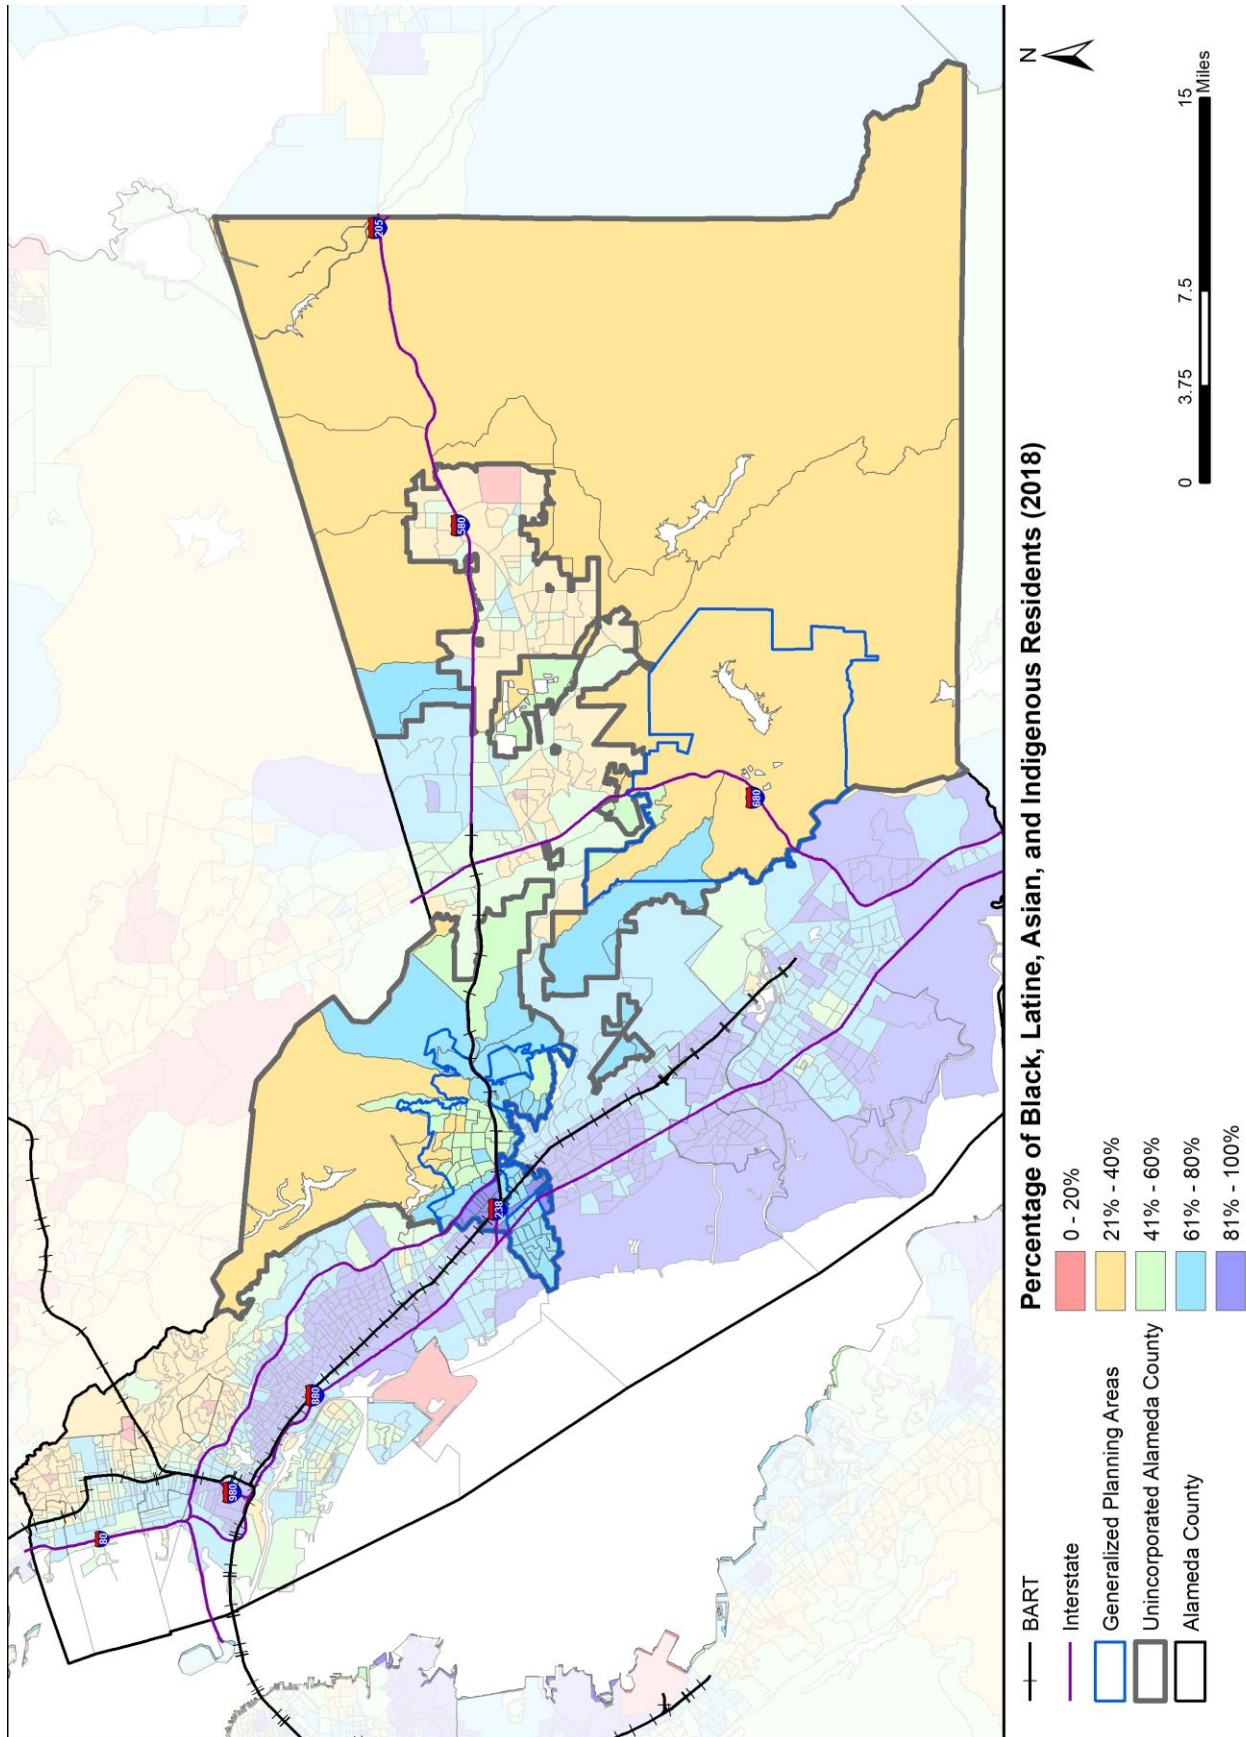 80
980
880
238
580
680
205
Percentage of Black, Latine, Asian, and Indigenous Residents (2018)
BART
Interstate
Generalized Planning Areas
Unincorporated Alameda County
Alameda County
0 - 20%
21% - 40%
41% - 60%
61% - 80%
81% - 100%
0 3.75 7.5 15
Miles
N